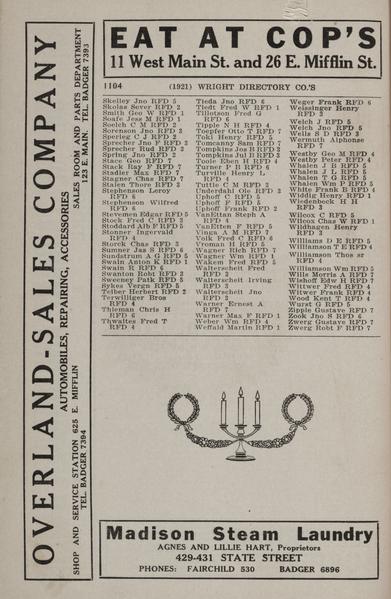 EAT AT COP'S
11 West Main St. and 26 E. Mifflin St.
OVERLAND-SALES COMPANY
AUTOMOBILES, REPAIRING, ACCESSORIES
SALES ROOM AND PARTS DEPARTMENT
123 E. MAIN. TEL. BADGER 7393
SHOP AND SERVICE STATION 625 E. MIFFLIN
TEL. BADGER 7394
1104 (1921) WRIGHT DIRECTORY CO.'S
Skelley Jno RFD 5
Skolas Sever RFD 2
Smith Geo W RFD 1
Soafe Jos M RFD 1
Soelch C M RFD 2
Sorenson Jno RFD 2
Sperieg C J RFD 2
Sprecher Jno F RFD 2
Sprecher Rud RFD 2
Spring Jno RFD 2
Stace Geo RFD 7
Stack Ray F RFD 5
Stadler Max RFD 7
Stagner Chas RFD 7
Stalen Thorn RFD 2
Stephenson Leroy
RFD 6
Stephenson Wilfred
RFD 6
Stevemen Edgar RFD 5
Stock Fred C RFD 3
Stoddard Alb F RFD 5
Stonner Ingervald
RFD 4
Storck Chas RFD 3
Sumner Jas S RFD 6
Sundstrum A G RFD 5
Swain Anton K RFD 1
Swain R RFD 6
Swanton Robt RFD 2
Sweeney Path RFD 5
Sykes Vergn RFD 5
Teiber Herbert RFD 2
Terwilliger Bros
RFD 4
Thieman Chris H
RFD 6
Thwaites Fred T
RFD 4
Tieda Jno RFD 6
Tiedt Fred W RFD 1
Tillotson Fred G
RFD 6
Tipple N H RFD 4
Toepfer Otto T RFD 7
Toki Henry RFD 5
Tomcanny Sam RFD 7
Tompkins Jos H RFD 2
Tompkins Jul H RFD 2
Toole Eben H RFD 4
Turner F E RFD 7
Turville Henry L
RFD 4
Tuttle C M RFD 2
Underdahl Ole RFD 1
Uphoff C RFD 5
Uphoff F RFD 5
Uphoff Frank RFD 2
VanEttan Steph A
RFD 4
VanEtten F RFD 5
Vinga A M RFD 7
Volk Fred C RFD 6
Vroman H RFD 5
Wagner Rich RFD 7
Wagner Wm RFD 1
Wakem Fred RFD 5
Walterscheit Fred
RFD 3
Walterscheit Irving
RFD 3
Walterscheit Jno
RFD 3
Warner Ernest A
RFD 7
Warner Max F RFD 1
Weber Wm RFD 4
Weffald Martin RFD 1
Weger Frank RFD 6
Weissinger Henry
RFD 3
Welch J RFD 5
Welch Jno RFD 5
Wells S D RFD 3
Wermuth Alphonse
RFD 7
Westby Geo M RFD 4
Westby Peter RFD 4
Whalen J B RFD 5
Whalen J L RFD 5
Whalen T G RFD 5
Whalen Wm P RFD 5
White Frank B RFD 4
Widdig Henry RFD 1
Wiedenbeck H H
RFD 3
Wilcox C RFD 5
Wilcox Chas W RFD 1
Wildhagen Henry
RFD 3
Williams D E RFD 5
Williamson T E RFD 4
Williamson Thos sr
RFD 4
Williamson Wm RFD 5
Wills Morris A RFD 7
Wishoff Edw H RFD 7
Wittwer Fred RFD 4
Witwer Frank RFD 4
Wood Kent T RFD 4
Wurst G RFD 5
Zipple Gustave RFD 7
Zook Jno S RFD 6
Zwerg Gustave RFD 7
Zwerg Robt F RFD 7
Madison Steam Laundry
AGNES AND LILLIE HART, Proprietors
429-431 STATE STREET
PHONES: FAIRCHILD 530 BADGER 6896